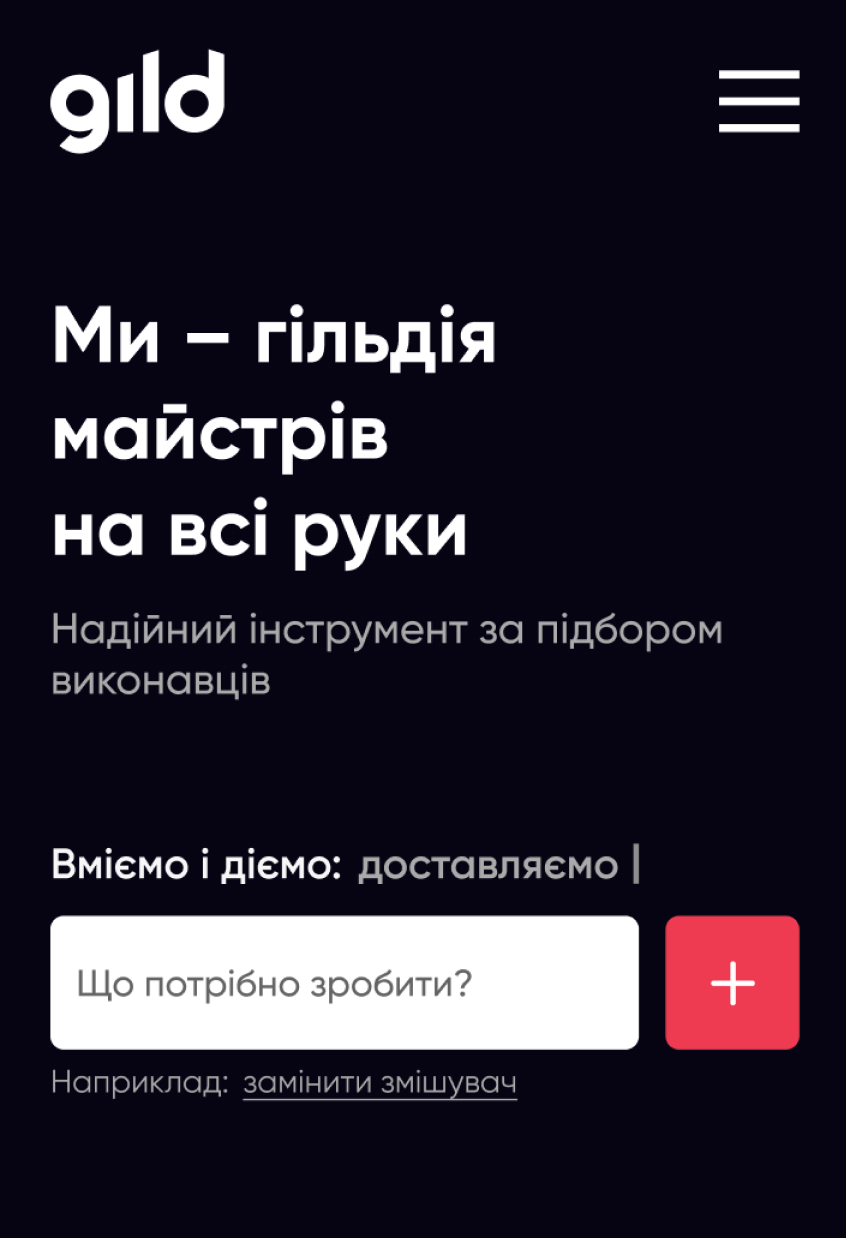 gild
Ми – гільдія
майстрів
на всі руки
Надійний інструмент за підбором
виконавців
Вміємо і діємо: доставляємо |
Що потрібно зробити?
Наприклад: замінити змішувач